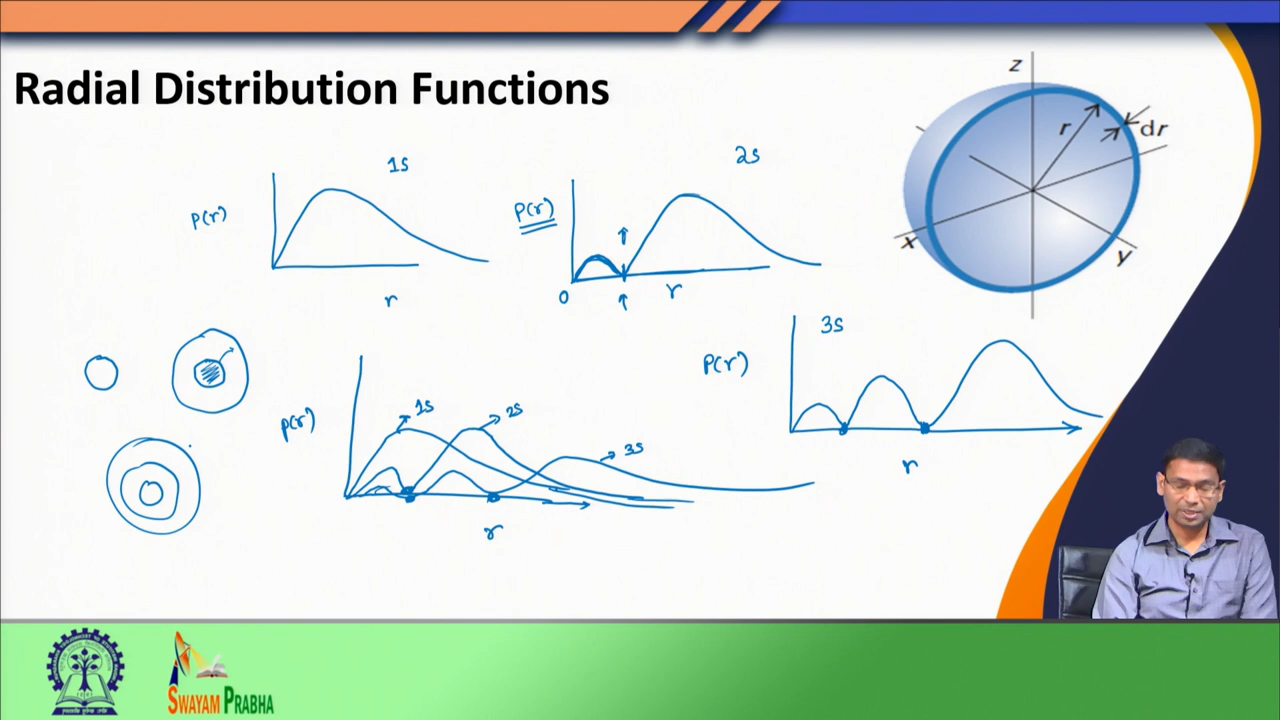 Radial Distribution Functions
1s
P(r)
r
2s
P(r)
0
r
z
r
dr
x
y
3s
P(r)
r
1s
2s
3s
P(r)
r
SWAYAM PRABHA